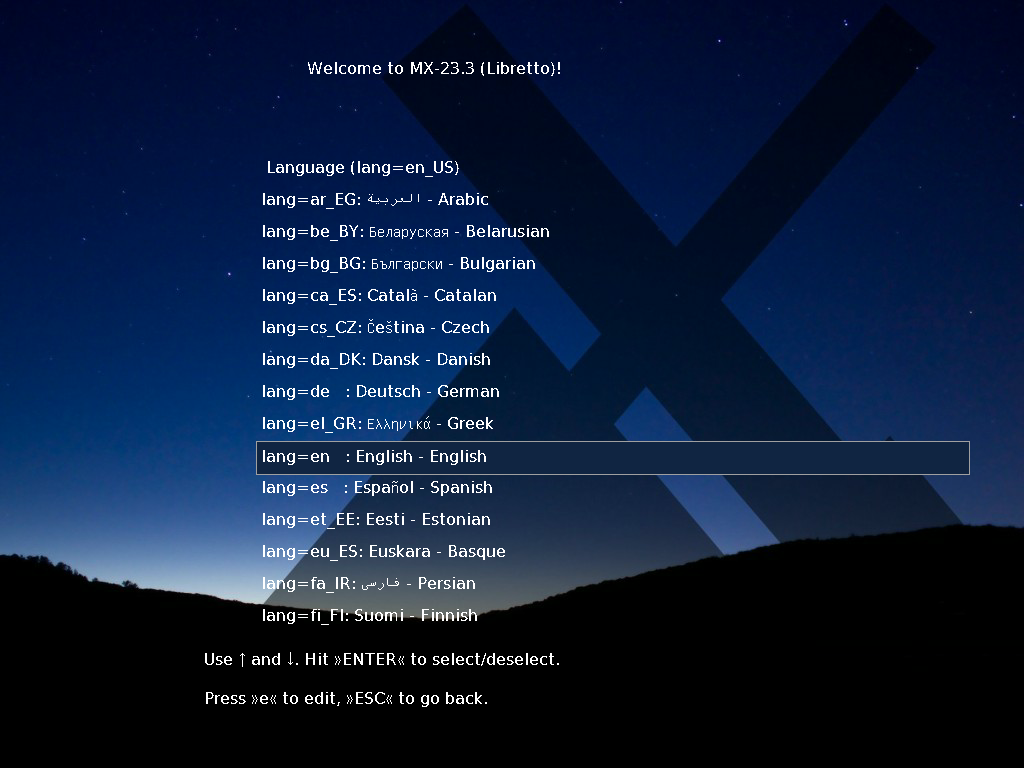 Welcome to MX-23.3 (Libretto)!
Language (lang=en_US)
lang=ar_EG: العربية - Arabic
lang=be_BY: Беларуская - Belarusian
lang=bg_BG: Български - Bulgarian
lang=ca_ES: Català - Catalan
lang=cs_CZ: Čeština - Czech
lang=da_DK: Dansk - Danish
lang=de   : Deutsch - German
lang=el_GR: Ελληνικά - Greek
lang=en   : English - English
lang=es   : Español - Spanish
lang=et_EE: Eesti - Estonian
lang=eu_ES: Euskara - Basque
lang=fa_IR: فارسی - Persian
lang=fi_FI: Suomi - Finnish
Use ↑ and ↓. Hit »ENTER« to select/deselect.
Press »e« to edit, »ESC« to go back.